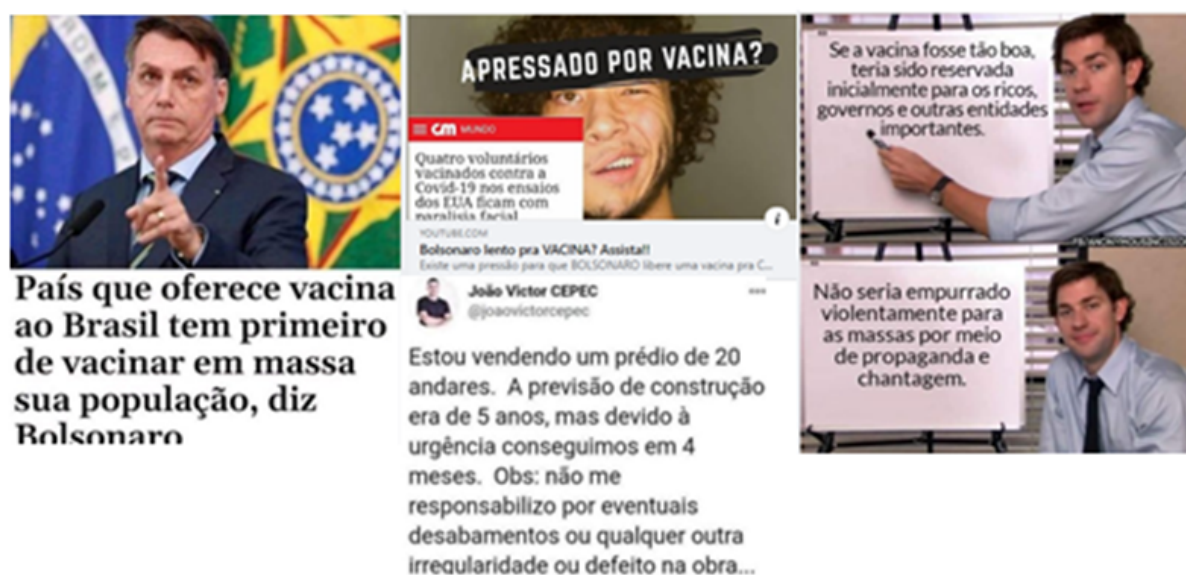 ORDEM E
País que oferece vacina
ao Brasil tem primeiro
de vacinar em massa
sua população, diz
Bolsonaro
APRESSADO POR VACINA?
cm MUNDO
Quatro voluntários
vacinados contra a
Covid-19 nos ensaios
dos EUA ficam com
paralisia facial
YOUTUBE.COM
Bolsonaro lento pra VACINA? Assista!!
Existe uma pressão para que BOLSONARO libere uma vacina pra C...
João Victor CEPEC
@joaovictorcepec
Estou vendendo um prédio de 20
andares. A previsão de construção
era de 5 anos, mas devido à
urgência conseguimos em 4
meses. Obs: não me
responsabilizo por eventuais
desabamentos ou qualquer outra
irregularidade ou defeito na obra...
Se a vacina fosse tão boa,
teria sido reservada
inicialmente para os ricos,
governos e outras entidades
importantes.
Não seria empurrado
violentamente para
as massas por meio
de propaganda e
chantagem.